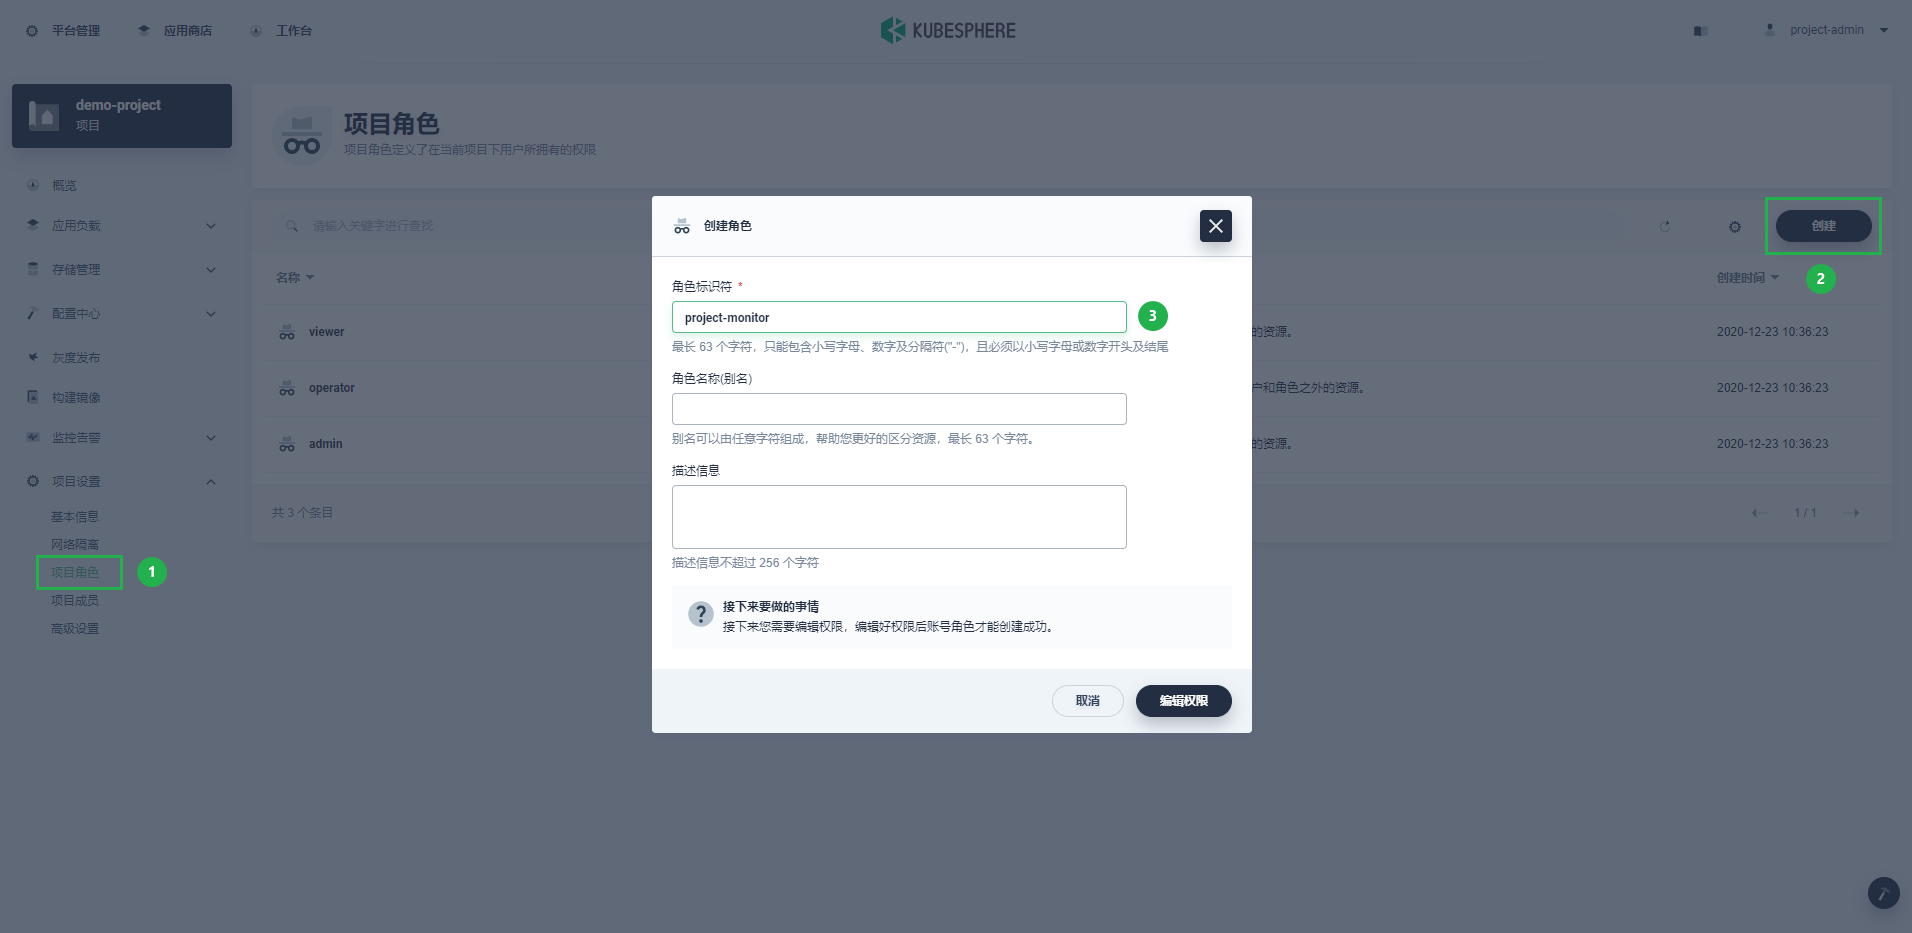 平台管理
应用商店
工作台
KUBESPHERE
project-admin
demo-project
项目
概览
应用负载
存储管理
配置中心
灰度发布
构建镜像
监控告警
项目设置
基本信息
网络隔离
项目角色
1
项目成员
高级设置
项目角色
项目角色定义了在当前项目下用户所拥有的权限
请输入关键字进行查找
创建
2
名称
创建时间
viewer
的资源。
2020-12-23 10:36:23
operator
户和角色之外的资源。
2020-12-23 10:36:23
admin
的资源。
2020-12-23 10:36:23
共 3 个条目
1 / 1
创建角色
角色标识符 *
project-monitor
3
最长 63 个字符，只能包含小写字母、数字及分隔符("-")，且必须以小写字母或数字开头及结尾
角色名称(别名)
别名可以由任意字符组成，帮助您更好的区分资源，最长 63 个字符。
描述信息
描述信息不超过 256 个字符
?
接下来要做的事情
接下来您需要编辑权限，编辑好权限后账号角色才能创建成功。
取消
编辑权限